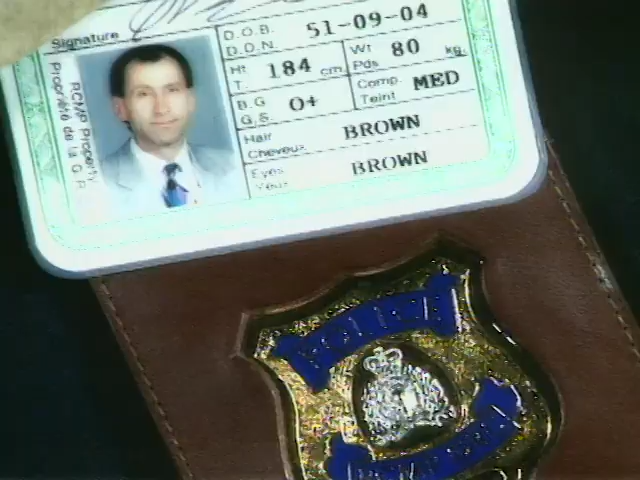 Signature
D.O.B.
D.D.N. 51-09-04
Ht
T. 184 cm
Wt
Pds 80 kg.
B.G
G.S. O+
Comp.
Teint MED
Hair
Cheveux BROWN
Eyes
Yeux BROWN
RCMP Property
Propriété de la G R
POLICE